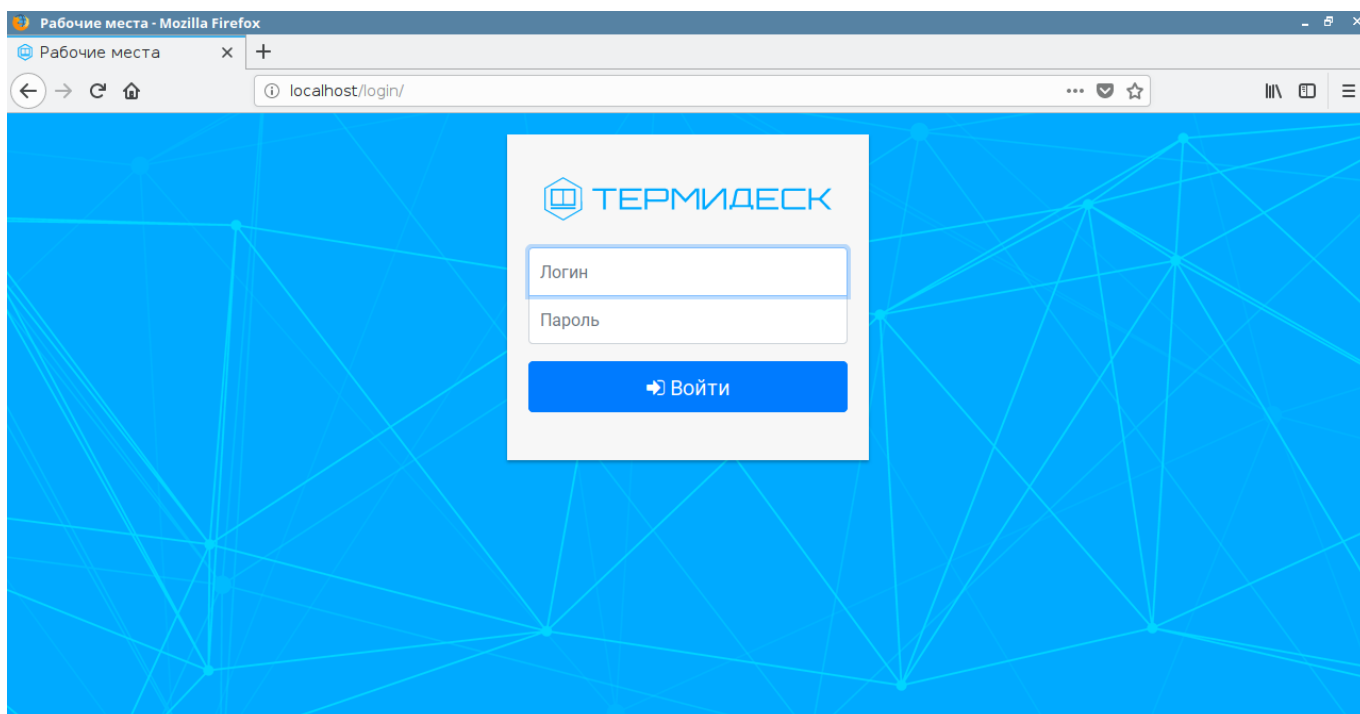 Рабочие места - Mozilla Firefox
Рабочие места
localhost/login/
ТЕРМИДЕСК
Логин
Пароль
Войти